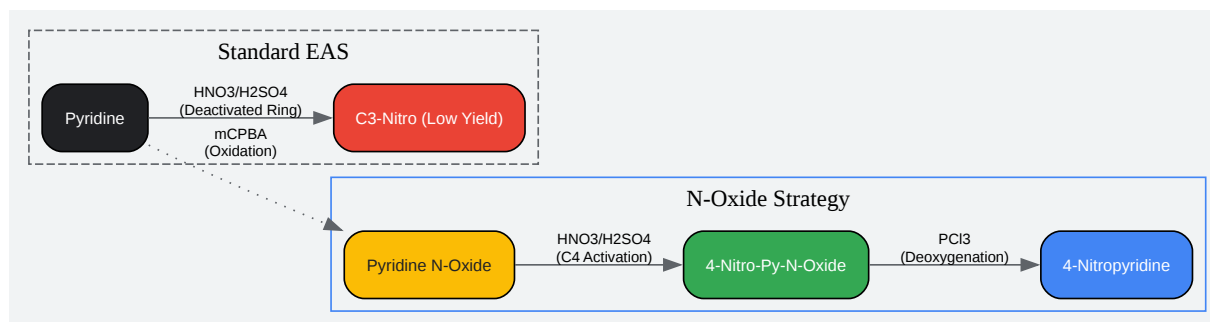 Standard EAS
Pyridine
HNO3/H2SO4
(Deactivated Ring)
C3-Nitro (Low Yield)
mCPBA
(Oxidation)
N-Oxide Strategy
Pyridine N-Oxide
HNO3/H2SO4
(C4 Activation)
4-Nitro-Py-N-Oxide
PCl3
(Deoxygenation)
4-Nitropyridine